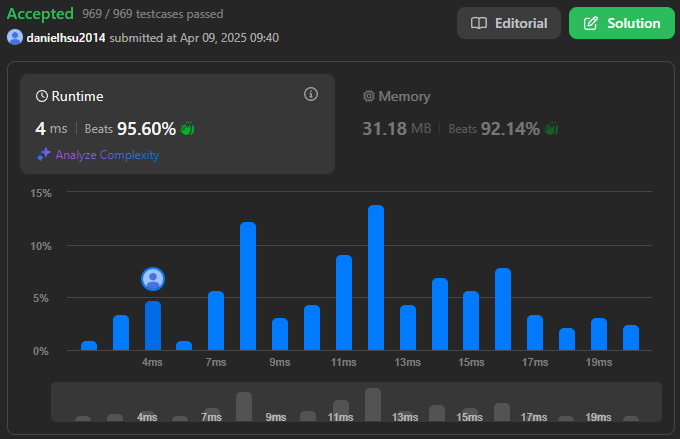 Accepted 969 / 969 testcases passed
Editorial
Solution
danielhsu2014 submitted at Apr 09, 2025 09:40
Runtime
Memory
4 ms | Beats 95.60%
31.18 MB | Beats 92.14%
Analyze Complexity
15%
10%
5%
0%
4ms 7ms 9ms 11ms 13ms 15ms 17ms 19ms
4ms 7ms 9ms 11ms 13ms 15ms 17ms 19ms